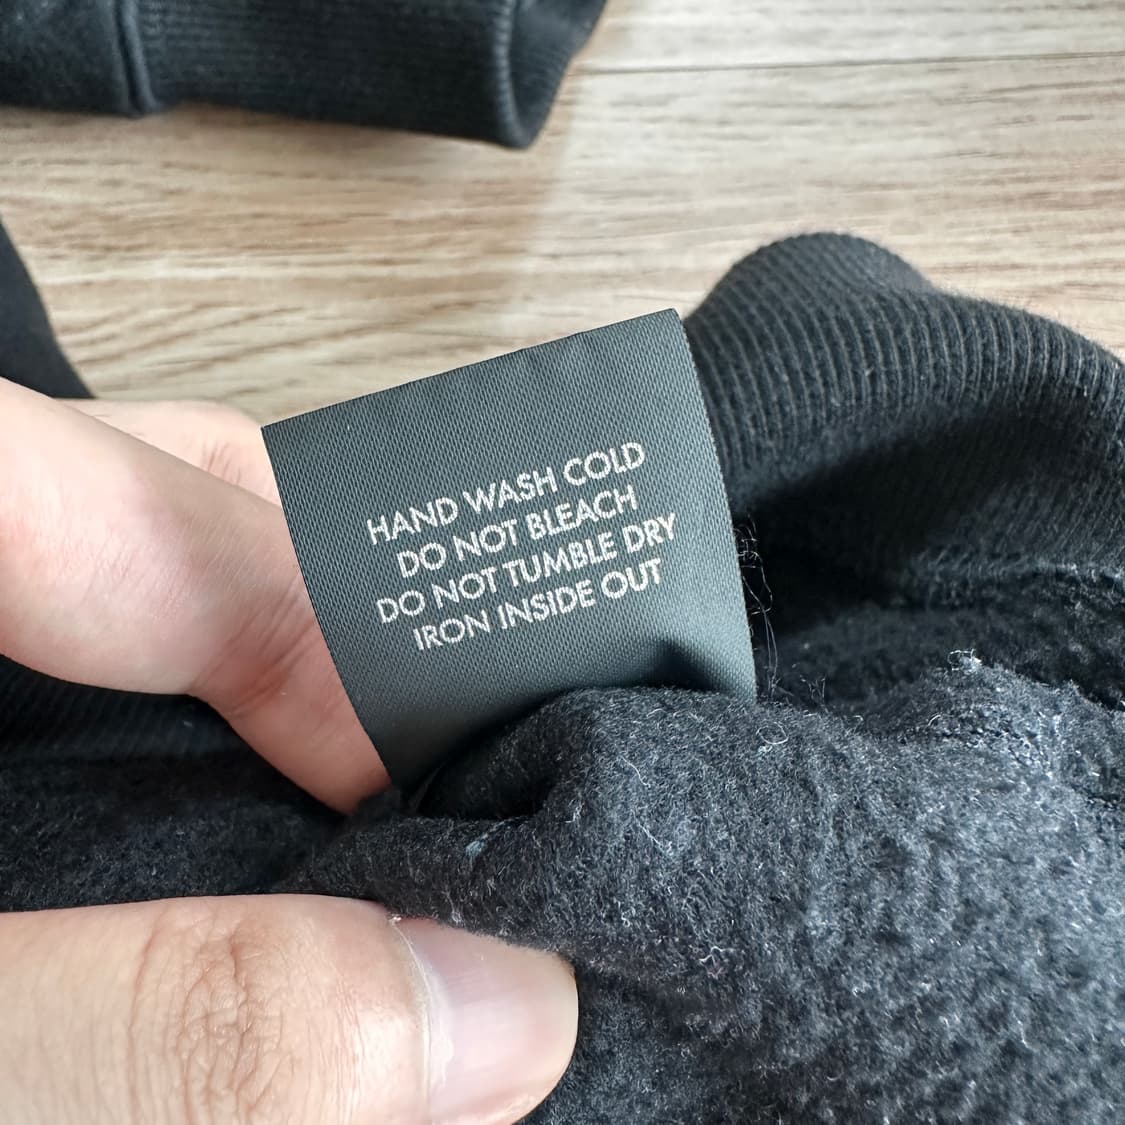 HAND WASH COLD
DO NOT BLEACH
DO NOT TUMBLE DRY
IRON INSIDE OUT